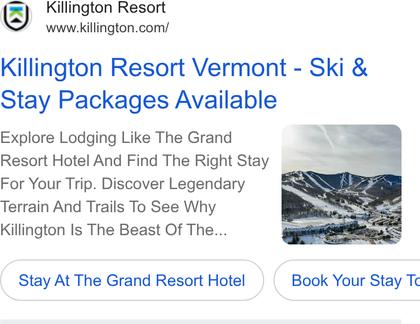 Killington Resort
www.killington.com/
Killington Resort Vermont - Ski &
Stay Packages Available
Explore Lodging Like The Grand
Resort Hotel And Find The Right Stay
For Your Trip. Discover Legendary
Terrain And Trails To See Why
Killington Is The Beast Of The...
Stay At The Grand Resort Hotel
Book Your Stay To